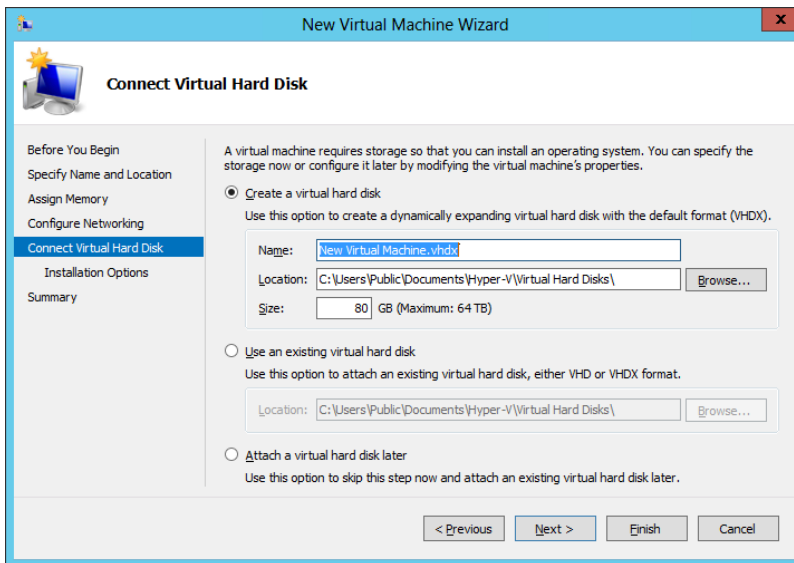 New Virtual Machine Wizard
x
Connect Virtual Hard Disk
Before You Begin
Specify Name and Location
Assign Memory
Configure Networking
Connect Virtual Hard Disk
Installation Options
Summary
A virtual machine requires storage so that you can install an operating system. You can specify the
storage now or configure it later by modifying the virtual machine's properties.
Create a virtual hard disk
Use this option to create a dynamically expanding virtual hard disk with the default format (VHDX).
Name: New Virtual Machine.vhdx
Location: C:\Users\Public\Documents\Hyper-V\Virtual Hard Disks\ Browse...
Size: 80 GB (Maximum: 64 TB)
Use an existing virtual hard disk
Use this option to attach an existing virtual hard disk, either VHD or VHDX format.
Location: C:\Users\Public\Documents\Hyper-V\Virtual Hard Disks\ Browse...
Attach a virtual hard disk later
Use this option to skip this step now and attach an existing virtual hard disk later.
< Previous Next > Finish Cancel